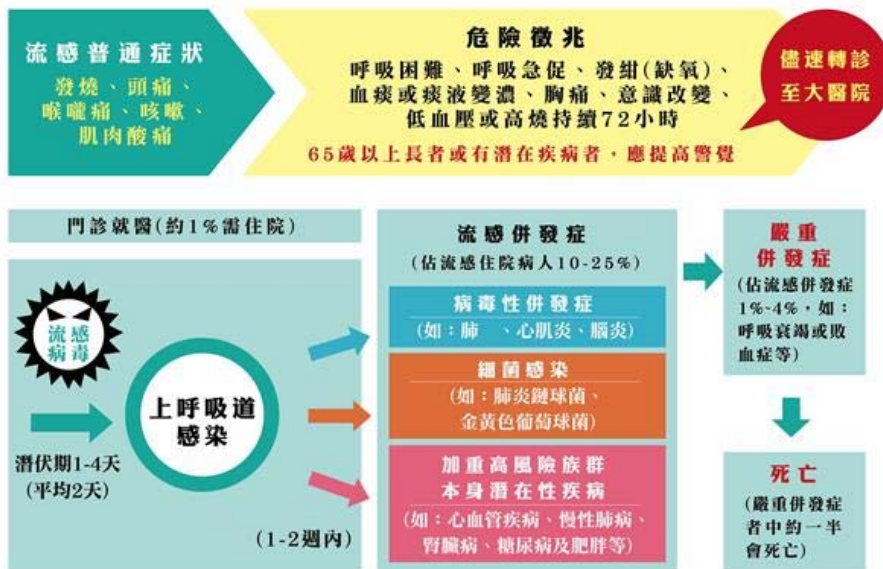 流感普通症狀
發燒、頭痛、
喉嚨痛、咳嗽、
肌肉酸痛
危險徵兆
呼吸困難、呼吸急促、發紺(缺氧)、
血痰或痰液變濃、胸痛、意識改變、
低血壓或高燒持續72小時
65歲以上長者或有潛在疾病者，應提高警覺
儘速轉診
至大醫院
門診就醫(約1%需住院)
流感
病毒
潛伏期1-4天
(平均2天)
上呼吸道
感染
(1-2週內)
流感併發症
(佔流感住院病人10-25%)
病毒性併發症
(如：肺　、心肌炎、腦炎)
細菌感染
(如：肺炎鏈球菌、
金黃色葡萄球菌)
加重高風險族群
本身潛在性疾病
(如：心血管疾病、慢性肺病、
腎臟病、糖尿病及肥胖等)
嚴重
併發症
(佔流感併發症
1%-4%，如：
呼吸衰竭或敗
血症等)
死亡
(嚴重併發症
者中約一半
會死亡)